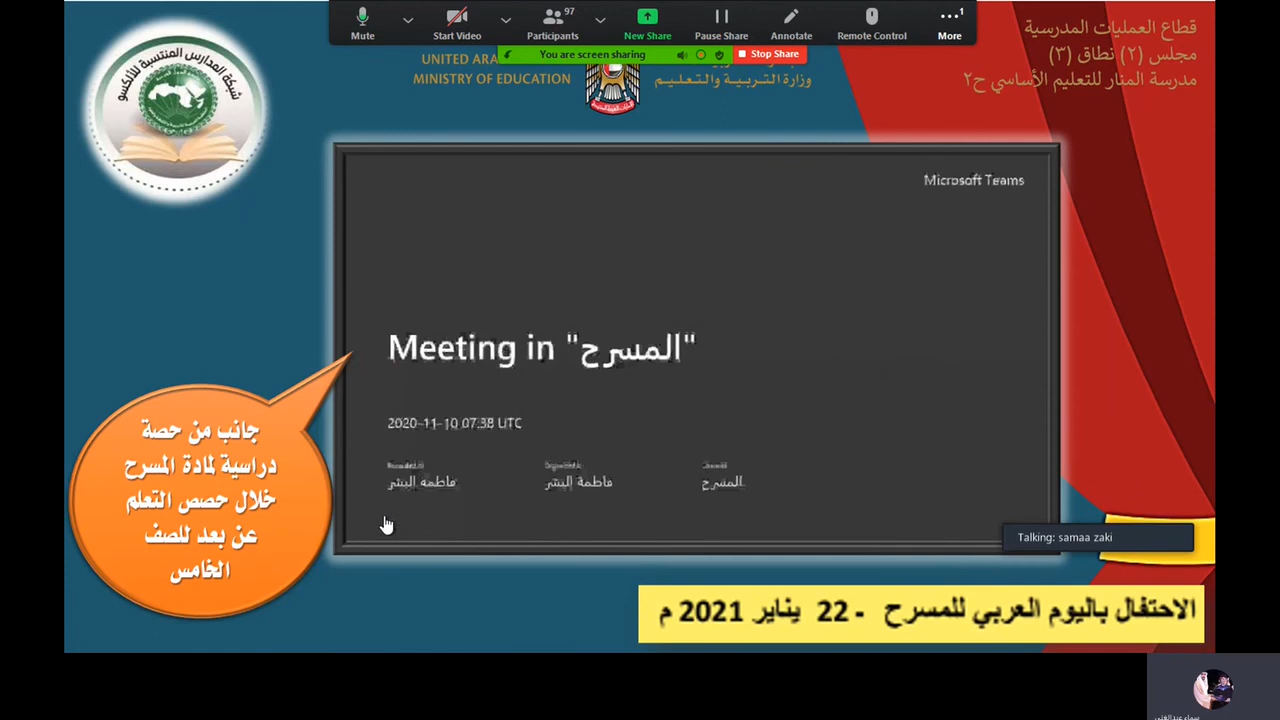 Mute
Start Video
97
Participants
New Share
Pause Share
Annotate
Remote Control
1
More
You are screen sharing
Stop Share
شبكة المدارس المنتسبة للألكسو
UNITED ARA
MINISTRY OF EDUCATION
وزارة التـربـيـة والتـعـلـيـم
قطاع العمليات المدرسية
مجلس (٢) نطاق (٣)
مدرسة المنار للتعليم الأساسي ح٢
Microsoft Teams
Meeting in "المسرح"
2020-11-10 07:38 UTC
فاطمة البشر
فاطمة البشر
المسرح
جانب من حصة
دراسية لمادة المسرح
خلال حصص التعلم
عن بعد للصف
الخامس
Talking: samaa zaki
الاحتفال باليوم العربي للمسرح - 22 يناير 2021 م